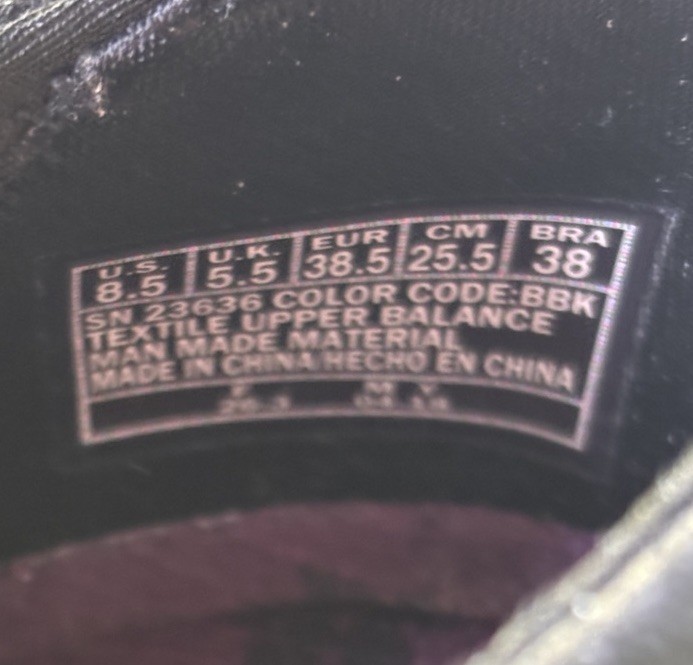 U.S. U.K. EUR CM BRA
8.5 5.5 38.5 25.5 38
SN 23636 COLOR CODE:BBK
TEXTILE UPPER BALANCE
MAN MADE MATERIAL
MADE IN CHINA/HECHO EN CHINA